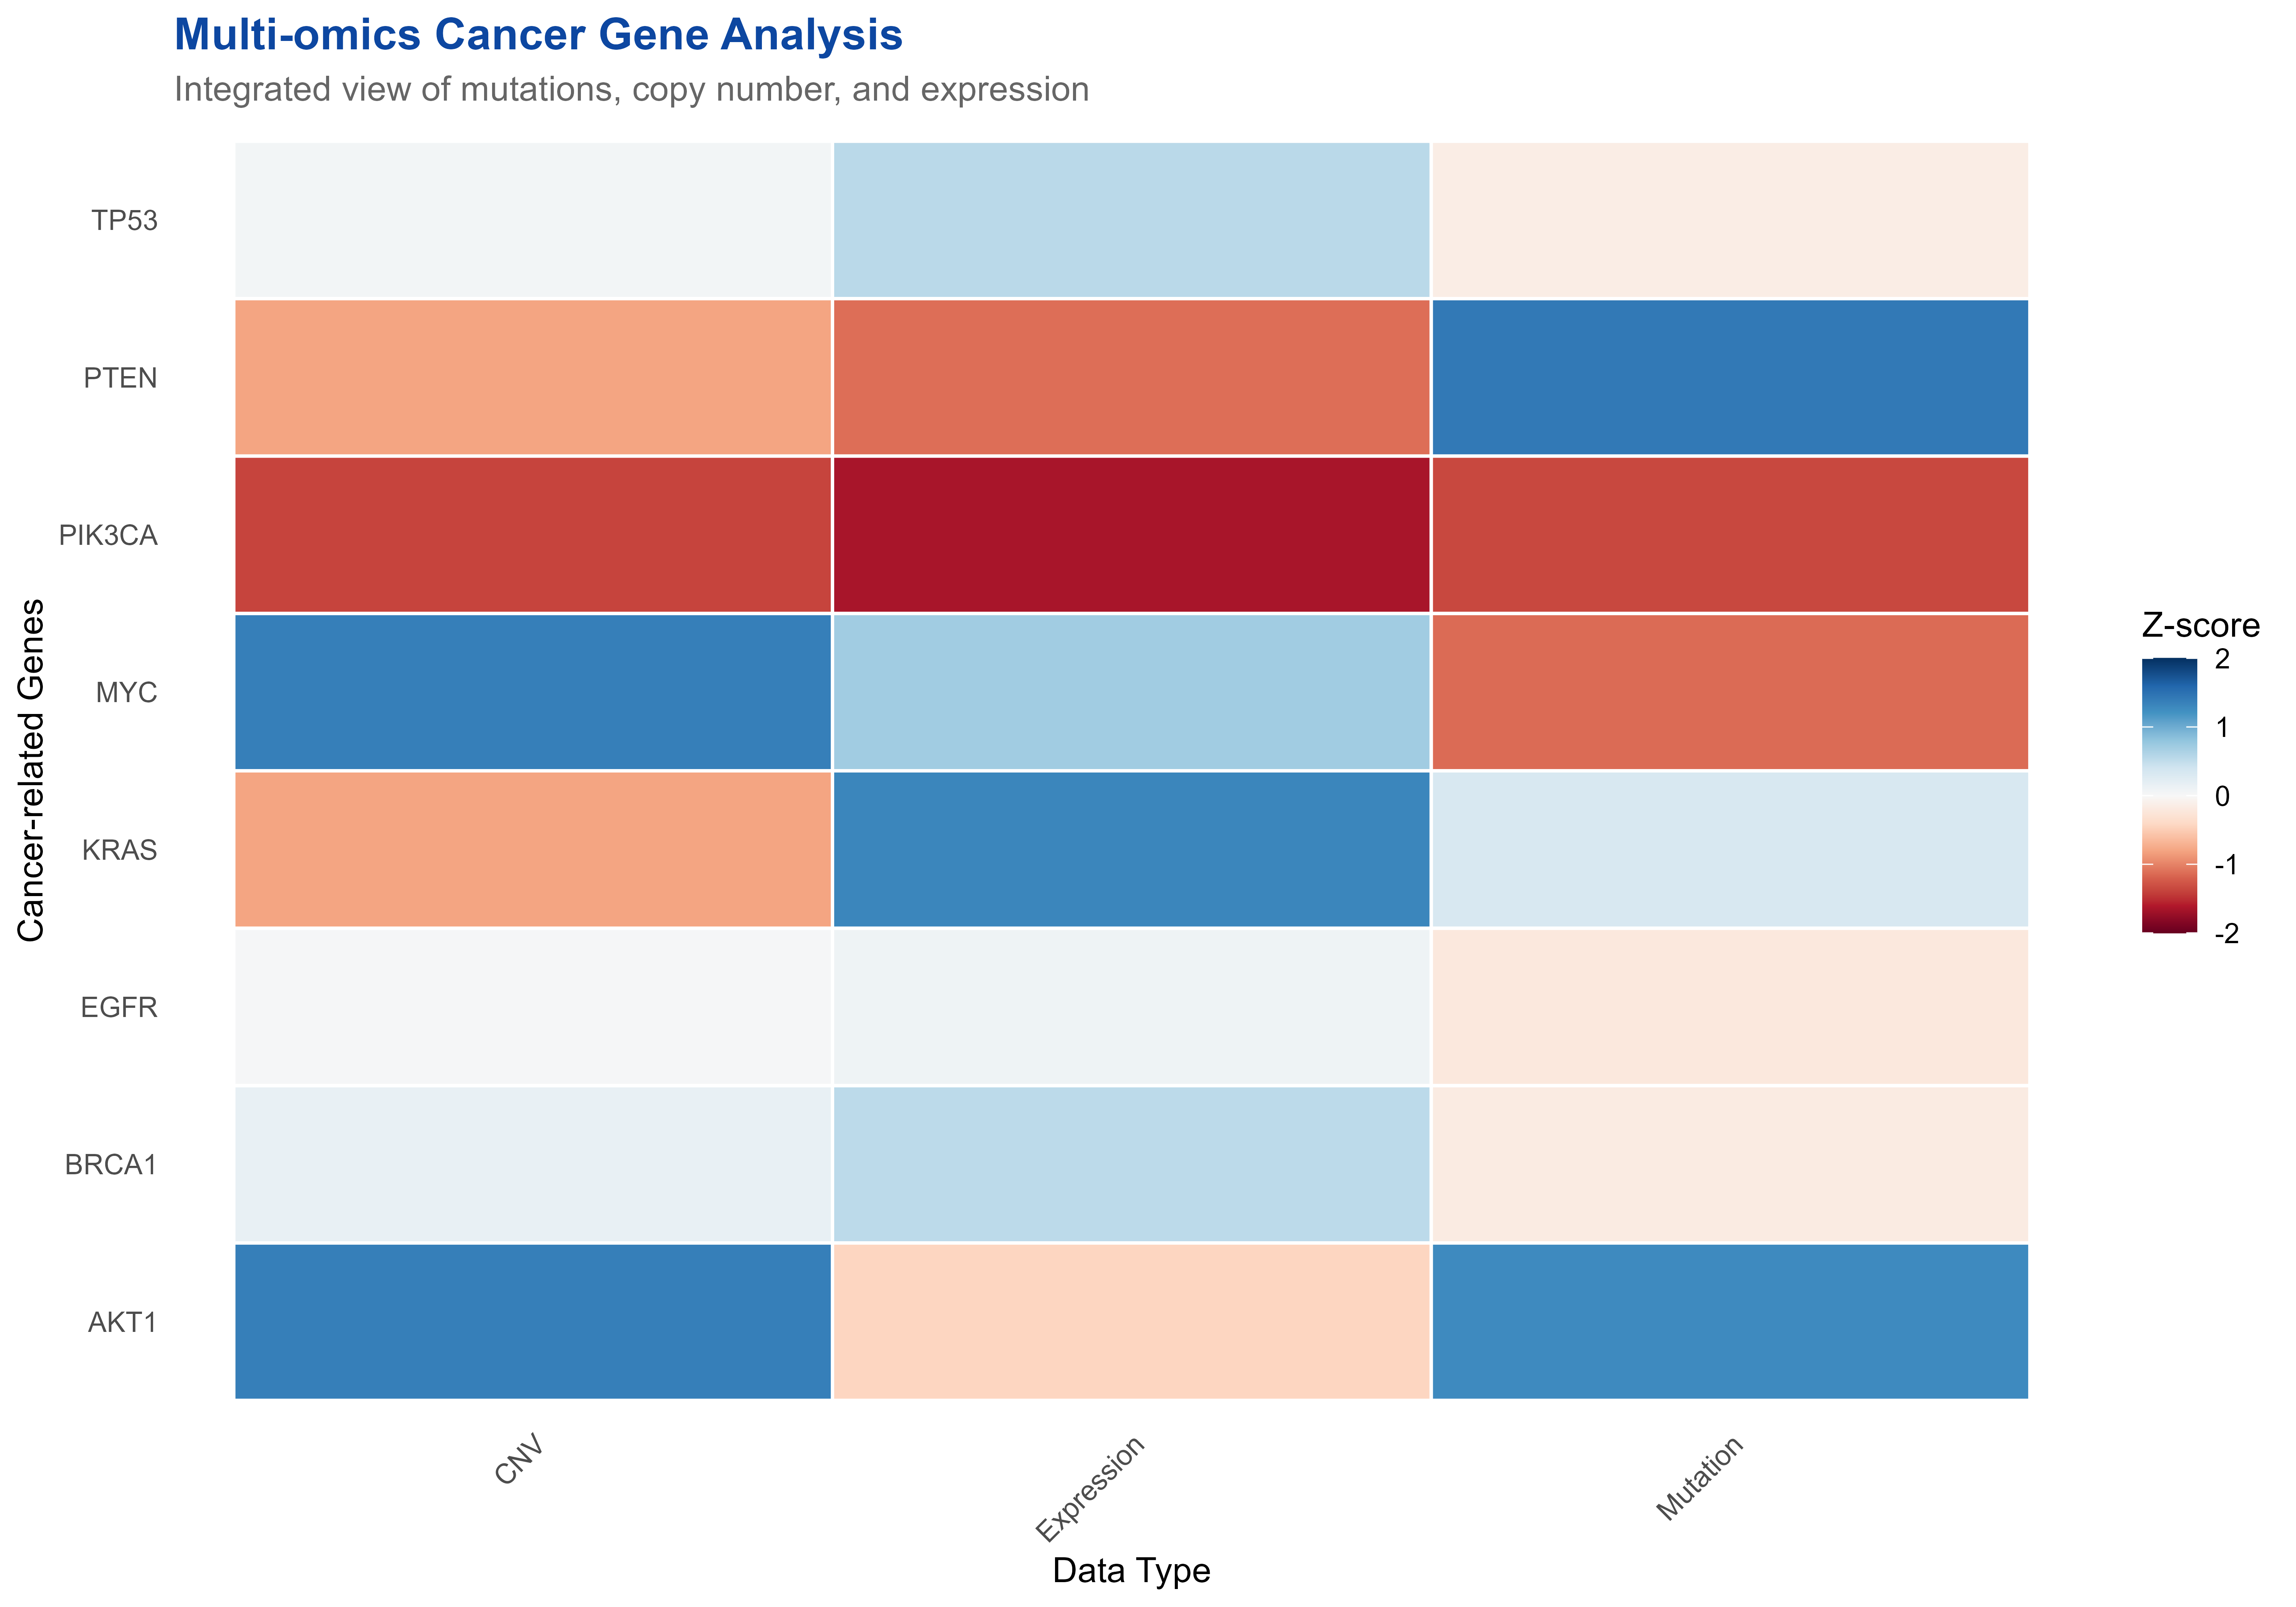 Multi-omics Cancer Gene Analysis
Integrated view of mutations, copy number, and expression
Cancer-related Genes
TP53
PTEN
PIK3CA
MYC
KRAS
EGFR
BRCA1
AKT1
CNV
Expression
Mutation
Data Type
Z-score
2
1
0
-1
-2